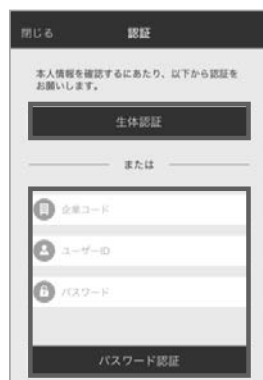 閉じる 認証
本人情報を確認するにあたり、以下から認証を
お願いします。
生体認証
または
企業コード
ユーザーID
パスワード
パスワード認証